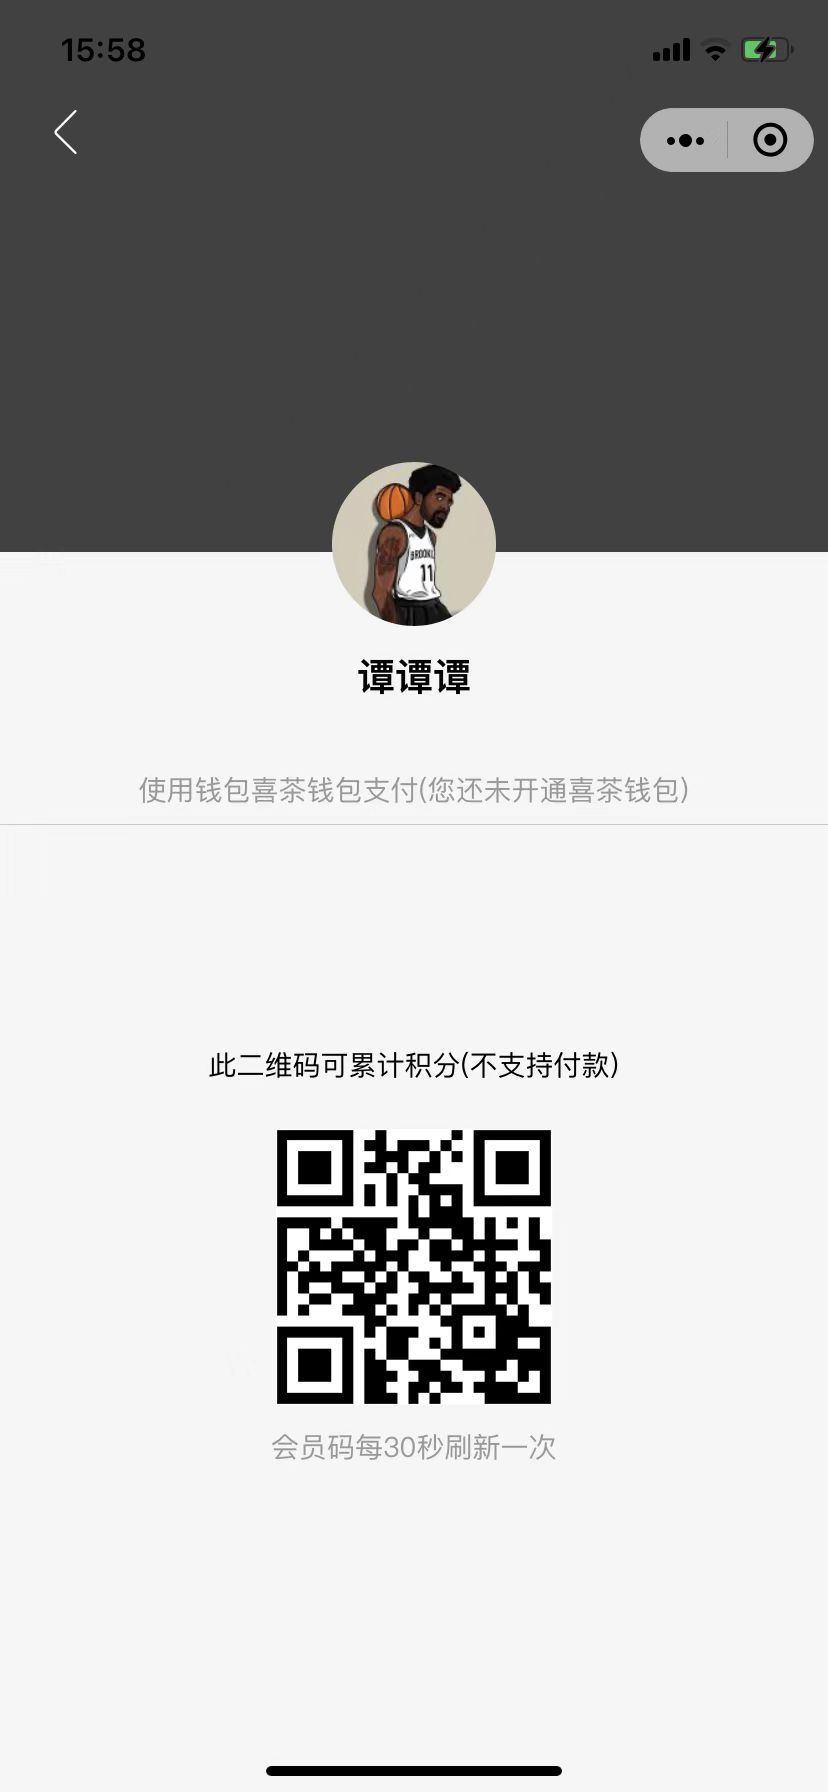 15:58
BROOKL
11
谭谭谭
使用钱包喜茶钱包支付(您还未开通喜茶钱包)
此二维码可累计积分(不支持付款)
会员码每30秒刷新一次